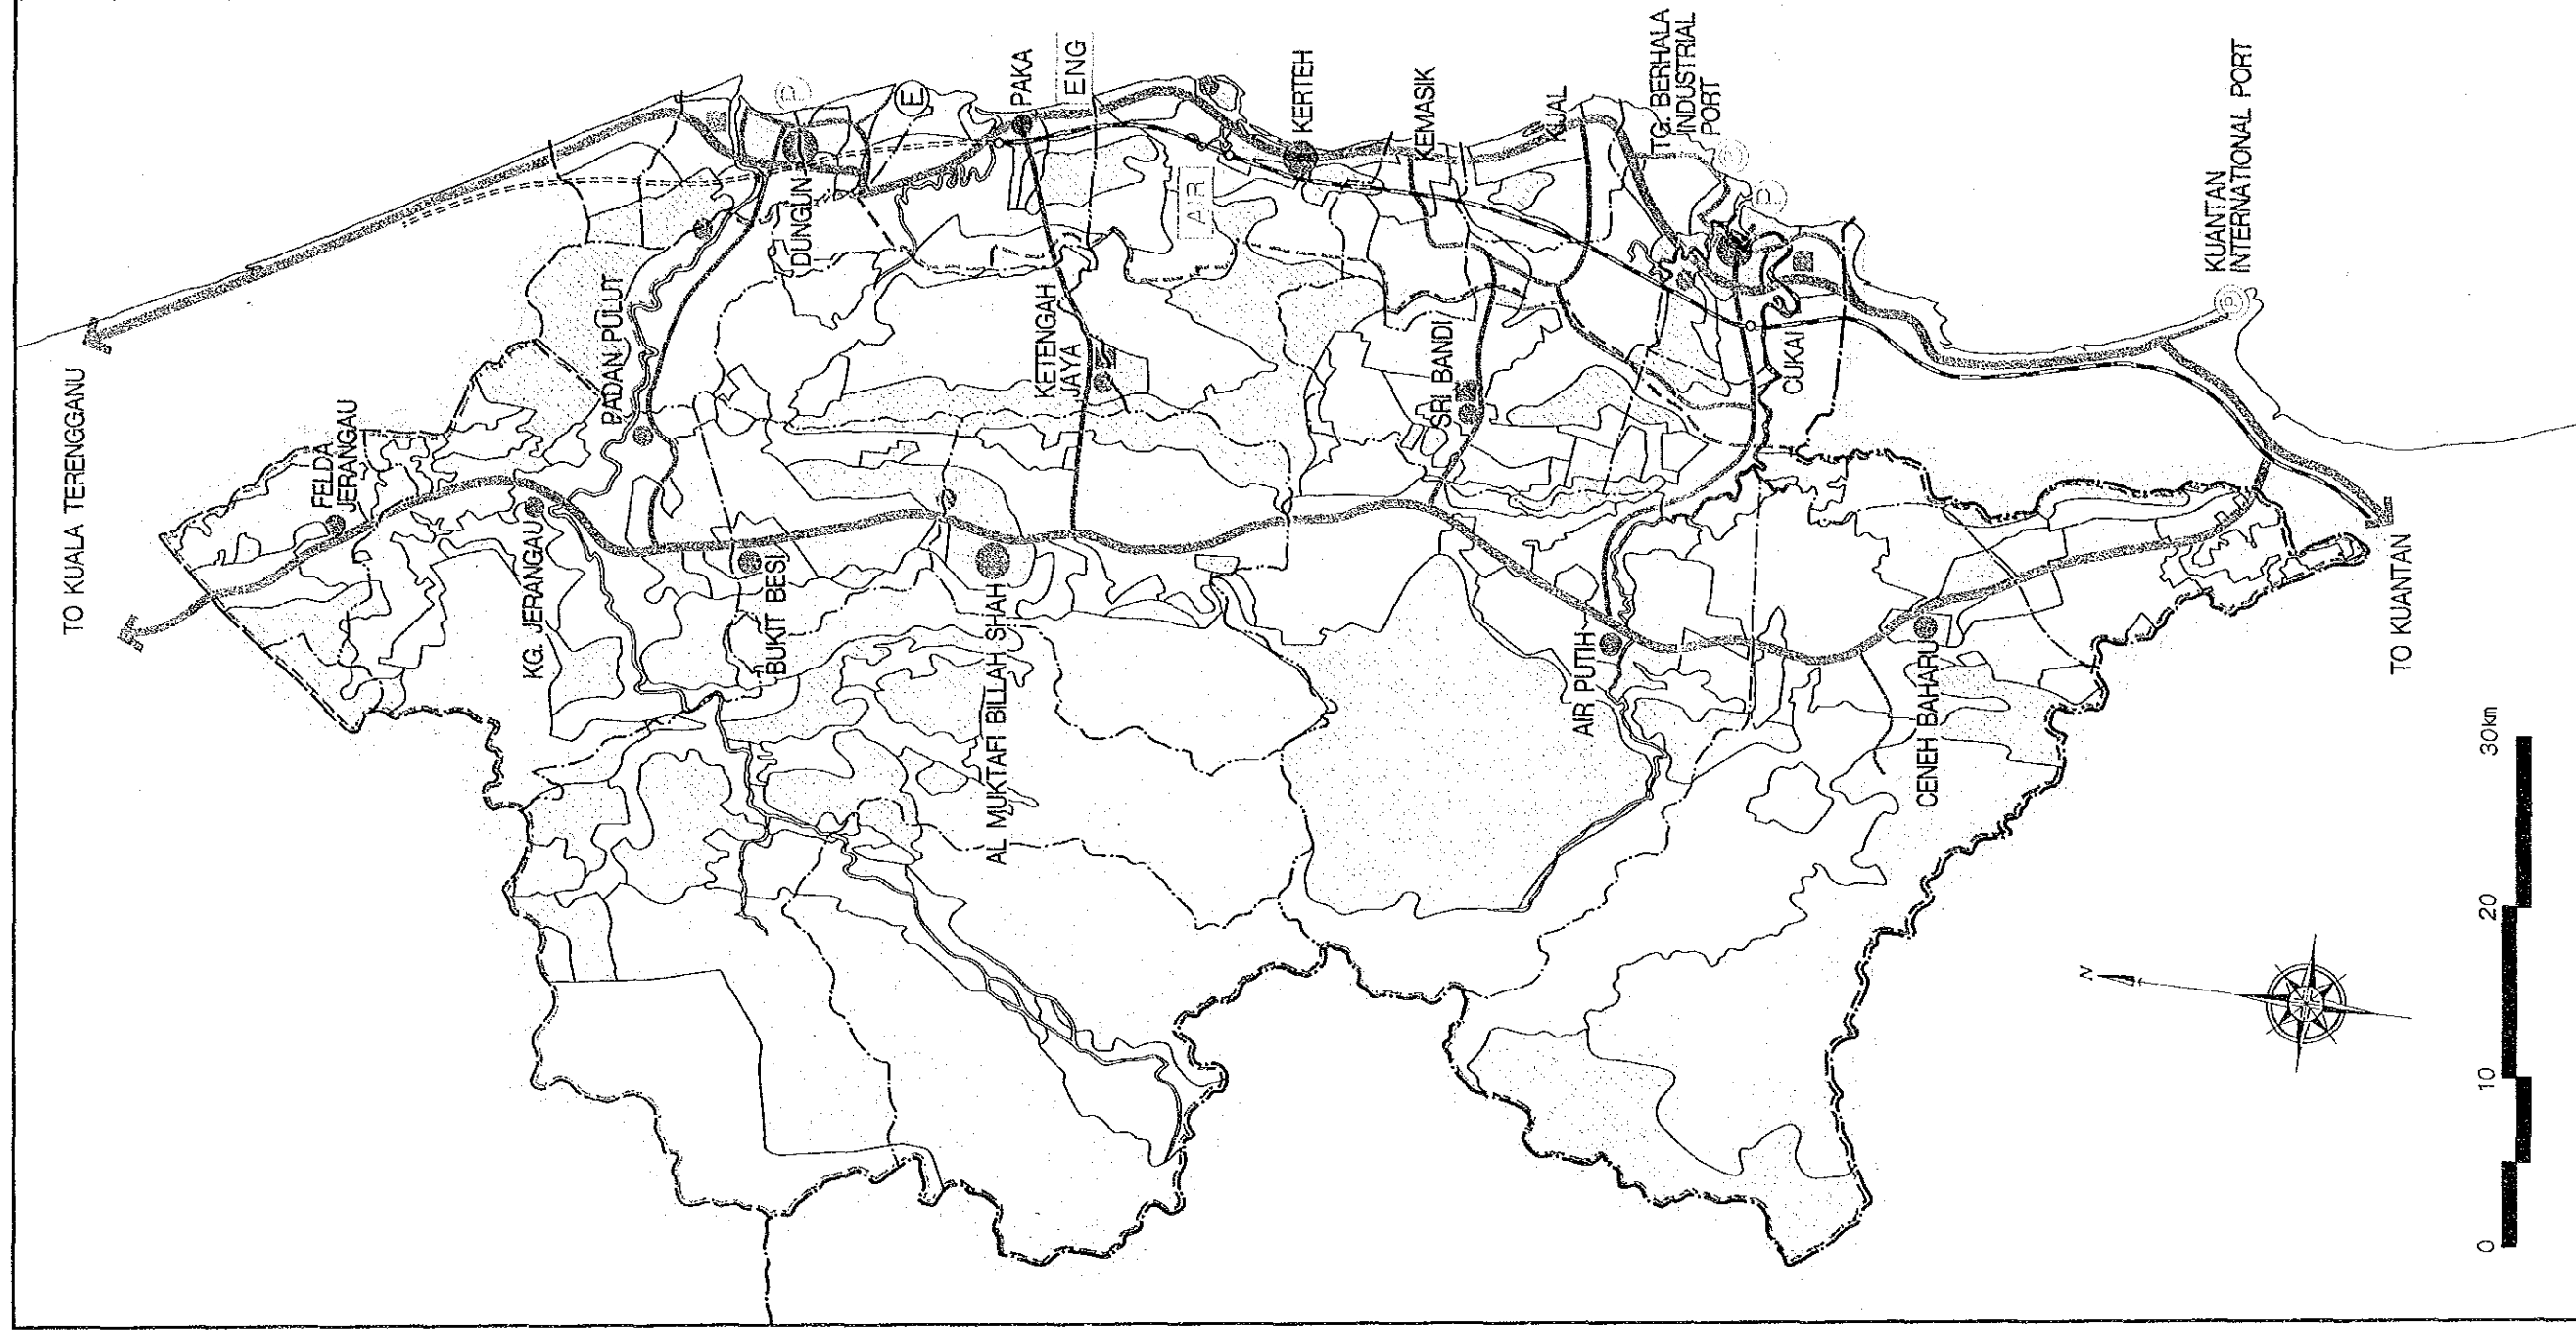 TO KUALA TERENGGANU
FELDA
JERANGAU
KG. JERANGAU
PADAN PULUT
BUKIT BESI
DUNGUN
P
E
PAKA
ENG
KETENGAH
JAYA
AL MUKTAFI BILLAH SHAH
AR
KERTEH
KEMASIK
KIJAL
SRI BANDI
TG. BERHALA
INDUSTRIAL
PORT
P
P
AIR PUTIH
CUKAI
CENEH BAHARU
KUANTAN
INTERNATIONAL PORT
P
TO KUANTAN
N
0
10
20
30km